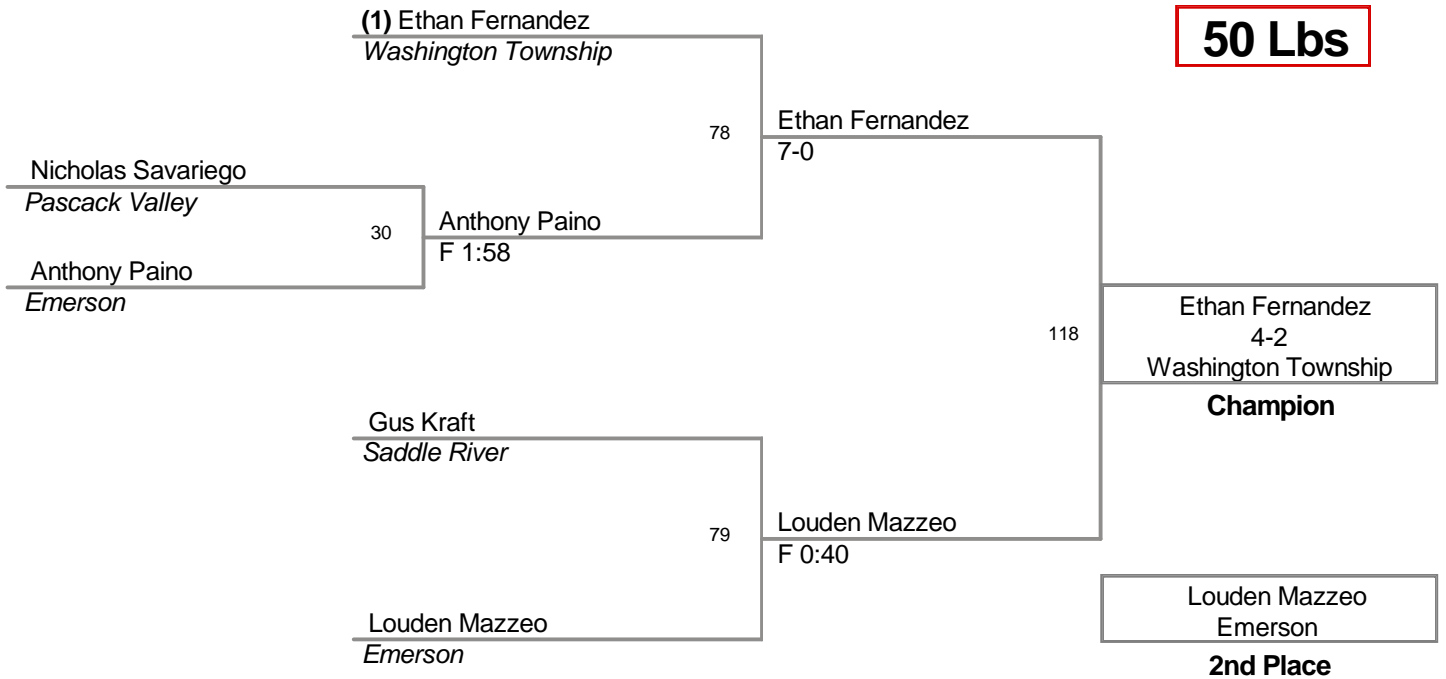 (1) Ethan Fernandez
Washington Township
50 Lbs
78
Ethan Fernandez
7-0
Nicholas Savariego
Pascack Valley
30
Anthony Paino
F 1:58
Anthony Paino
Emerson
118
Ethan Fernandez
4-2
Washington Township
Champion
Gus Kraft
Saddle River
79
Louden Mazzeo
F 0:40
Louden Mazzeo
Emerson
Louden Mazzeo
Emerson
2nd Place